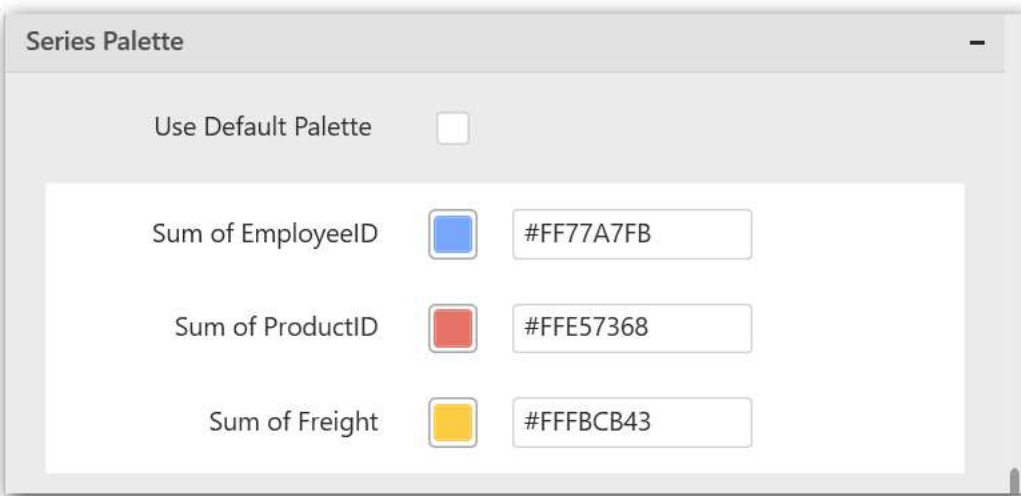 Series Palette
Use Default Palette
Sum of EmployeeID #FF77A7FB
Sum of ProductID #FFE57368
Sum of Freight #FFFBCB43